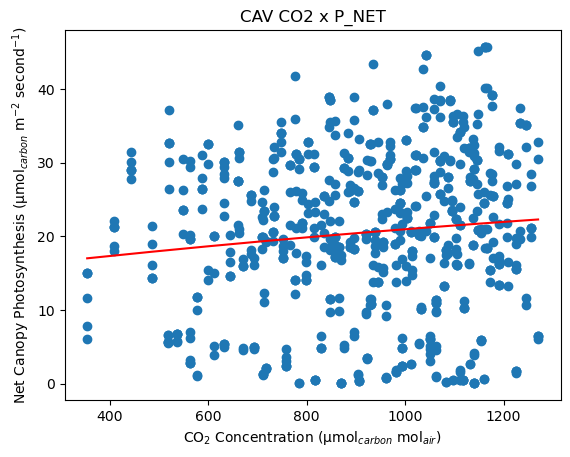 CAV CO2 x P_NET
Net Canopy Photosynthesis (μmol_carbon m⁻² second⁻¹)
40
30
20
10
0
400 600 800 1000 1200
CO₂ Concentration (μmol_carbon mol_air)